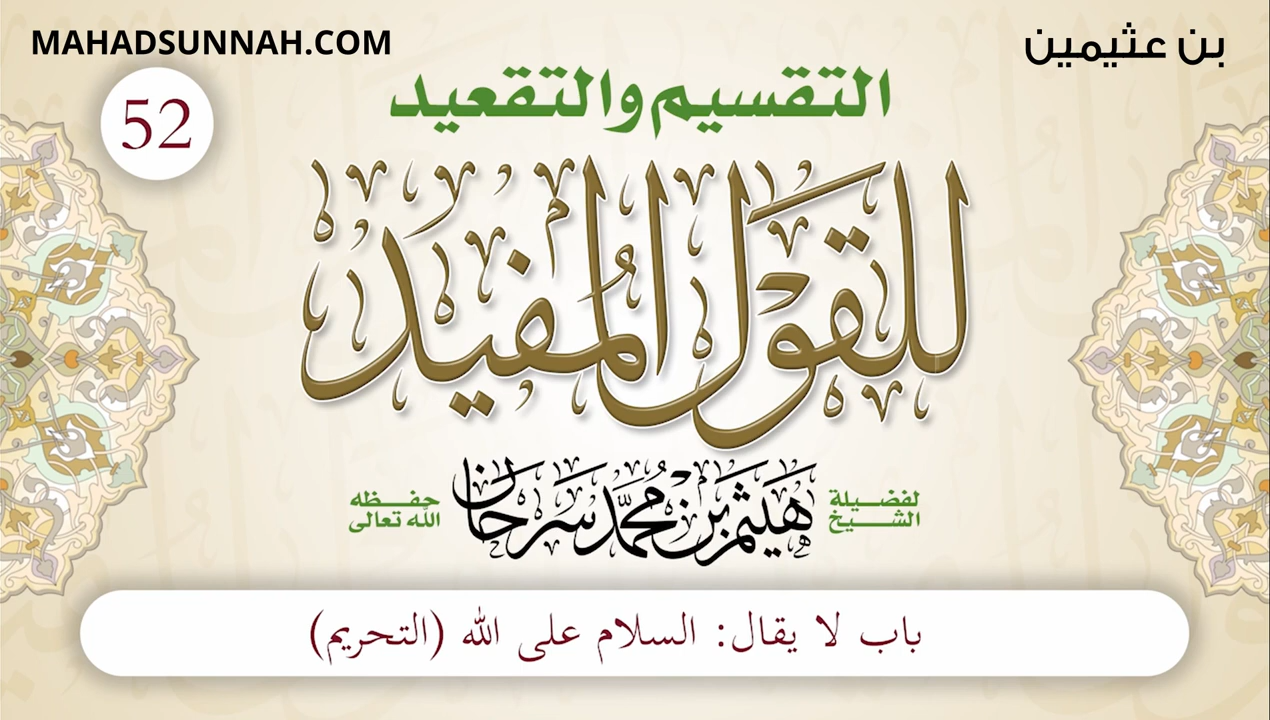 MAHADSUNNAH.COM
بن عثيمين
52
التقسيم والتقعيد
للقول المفيد
لفضيلة الشيخ
هيثم بن محمد سرحان
حفظه الله تعالى
باب لا يقال: السلام على الله (التحريم)